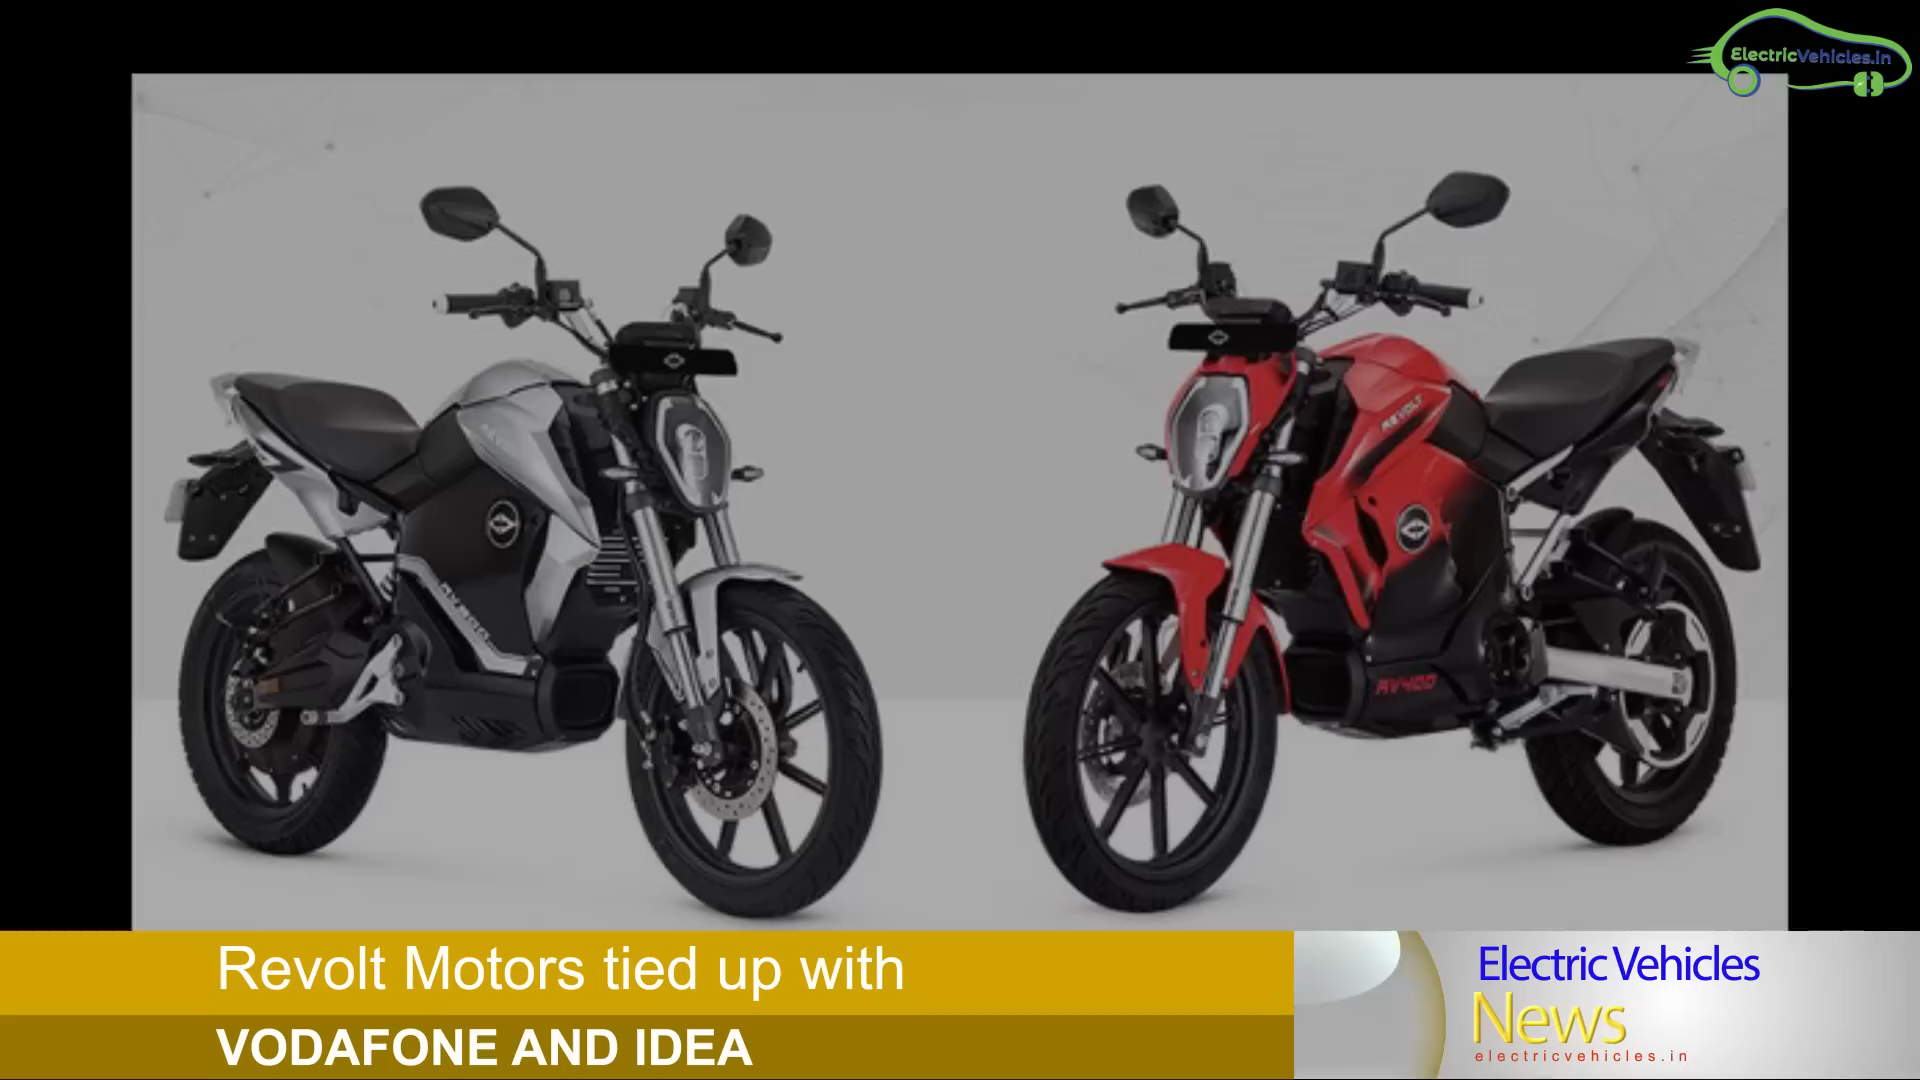 ElectricVehicles.in
REVOLT
RV400
Revolt Motors tied up with
VODAFONE AND IDEA
Electric Vehicles
News
electricvehicles.in